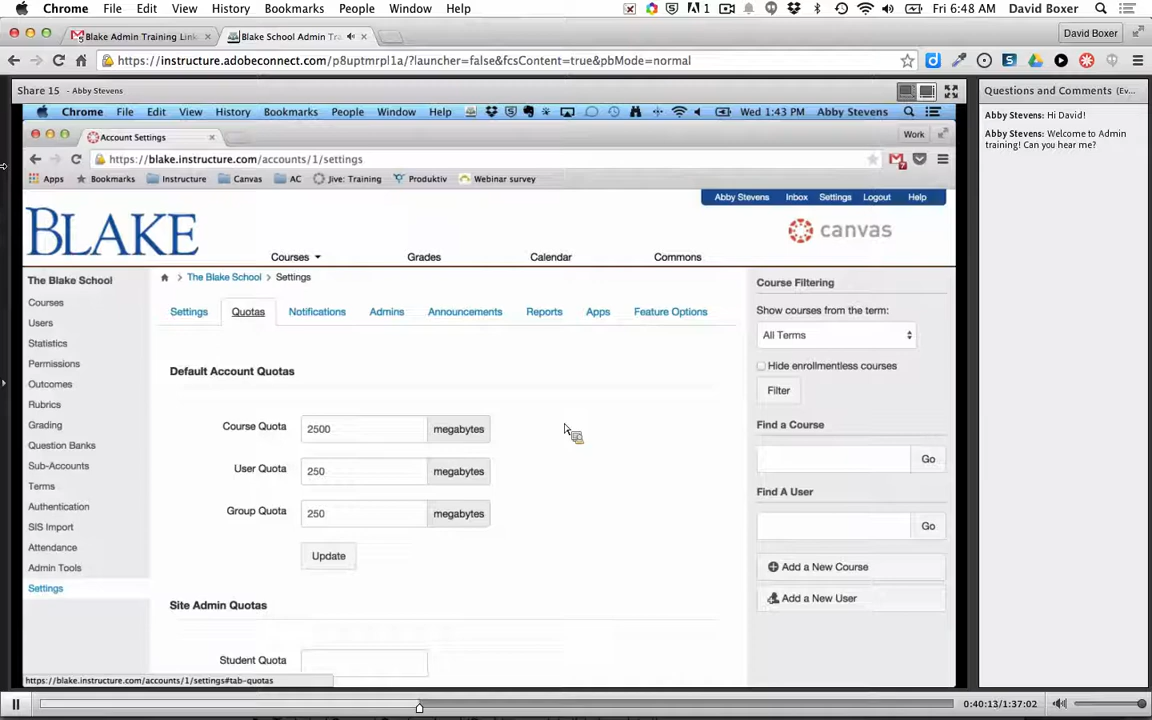 Chrome File Edit View History Bookmarks People Window Help 1 Fri 6:48 AM David Boxer
Blake Admin Training Link × Blake School Admin Tra × David Boxer
https://instructure.adobeconnect.com/p8uptmrpl1a/?launcher=false&fcsContent=true&pbMode=normal
Share 15 - Abby Stevens
Questions and Comments (Ev...
Abby Stevens: Hi David!
Abby Stevens: Welcome to Admin
training! Can you hear me?
Chrome File Edit View History Bookmarks People Window Help Wed 1:43 PM Abby Stevens
Account Settings × Work
https://blake.instructure.com/accounts/1/settings
Apps Bookmarks Instructure Canvas AC Jive: Training Produktiv Webinar survey
Abby Stevens Inbox Settings Logout Help
BLAKE
canvas
Courses Grades Calendar Commons
The Blake School
Courses
Users
Statistics
Permissions
Outcomes
Rubrics
Grading
Question Banks
Sub-Accounts
Terms
Authentication
SIS Import
Attendance
Admin Tools
Settings
> The Blake School > Settings
Settings Quotas Notifications Admins Announcements Reports Apps Feature Options
Default Account Quotas
Course Quota 2500 megabytes
User Quota 250 megabytes
Group Quota 250 megabytes
Update
Site Admin Quotas
Student Quota
Course Filtering
Show courses from the term:
All Terms
Hide enrollmentless courses
Filter
Find a Course
Go
Find A User
Go
Add a New Course
Add a New User
https://blake.instructure.com/accounts/1/settings#tab-quotas
0:40:13/1:37:02